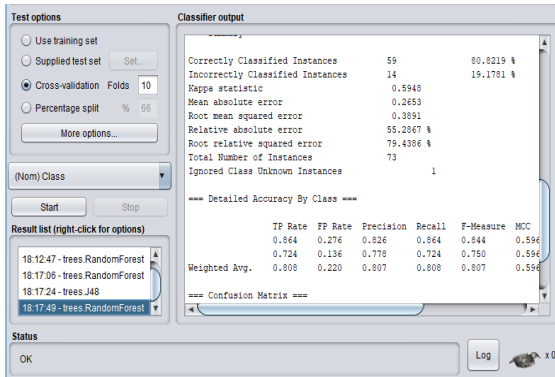 Test options
Use training set
Supplied test set Set...
Cross-validation Folds 10
Percentage split % 66
More options...
(Nom) Class
Start Stop
Result list (right-click for options)
18:12:47 - trees.RandomForest
18:17:06 - trees.RandomForest
18:17:24 - trees.J48
18:17:49 - trees.RandomForest
Classifier output
Correctly Classified Instances 59 80.8219 %
Incorrectly Classified Instances 14 19.1781 %
Kappa statistic 0.5948
Mean absolute error 0.2653
Root mean squared error 0.3891
Relative absolute error 55.2867 %
Root relative squared error 79.4386 %
Total Number of Instances 73
Ignored Class Unknown Instances 1
=== Detailed Accuracy By Class ===
TP Rate FP Rate Precision Recall F-Measure MCC
0.864 0.276 0.826 0.864 0.844 0.596
0.724 0.136 0.778 0.724 0.750 0.596
Weighted Avg. 0.808 0.220 0.807 0.808 0.807 0.596
=== Confusion Matrix ===
Status
OK
Log
x 0